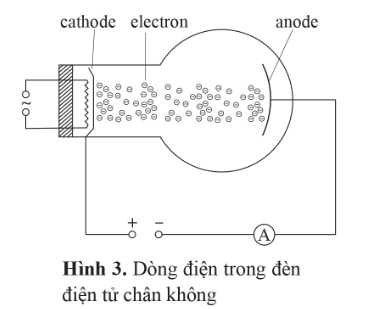 cathode electron anode
~
+ −
A
Hình 3. Dòng điện trong đèn
điện tử chân không